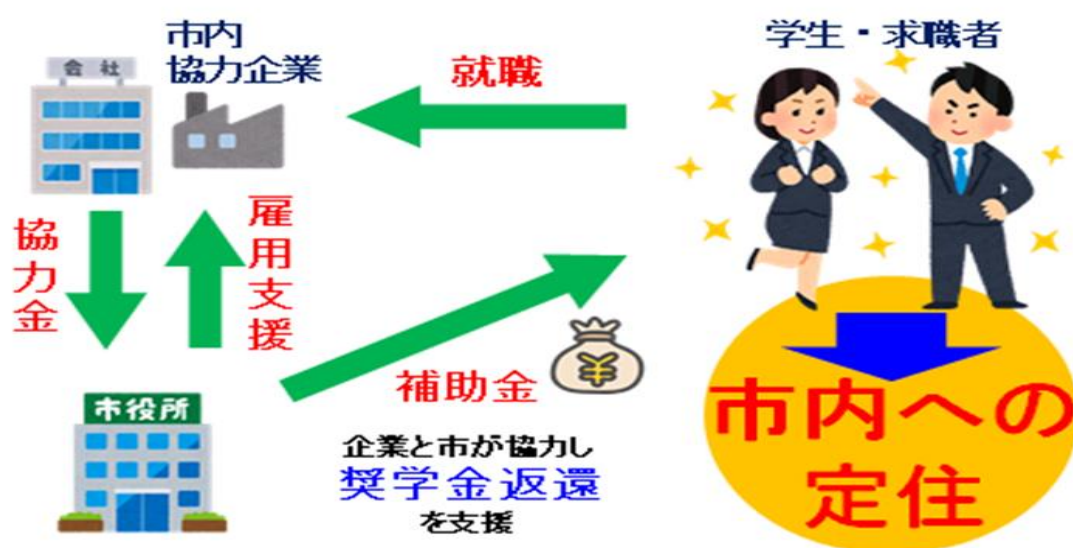 市内
協力企業
会社
就職
学生・求職者
協力金
雇用支援
補助金
¥
市役所
企業と市が協力し
奨学金返還
を支援
市内への
定住